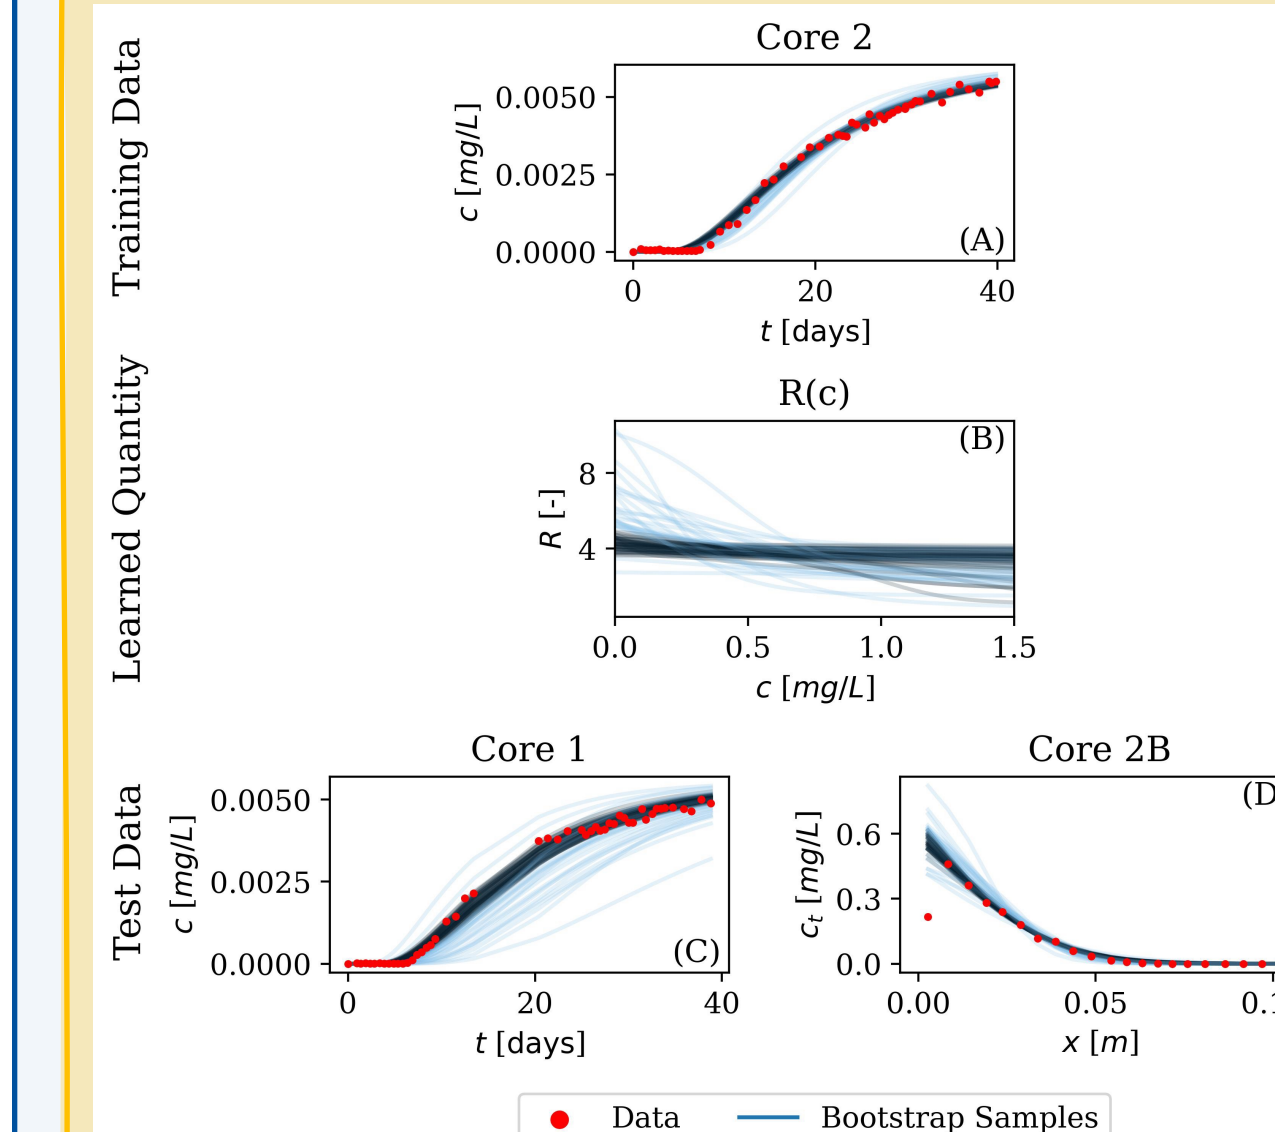 Training Data
Core 2
c [mg/L]
0.0050
0.0025
0.0000
(A)
0 20 40
t [days]
Learned Quantity
R(c)
R [-]
8
4
(B)
0.0 0.5 1.0 1.5
c [mg/L]
Test Data
Core 1
c [mg/L]
0.0050
0.0025
0.0000
(C)
0 20 40
t [days]
Core 2B
c_t [mg/L]
0.6
0.3
0.0
(D
0.00 0.05 0.1
x [m]
Data Bootstrap Samples